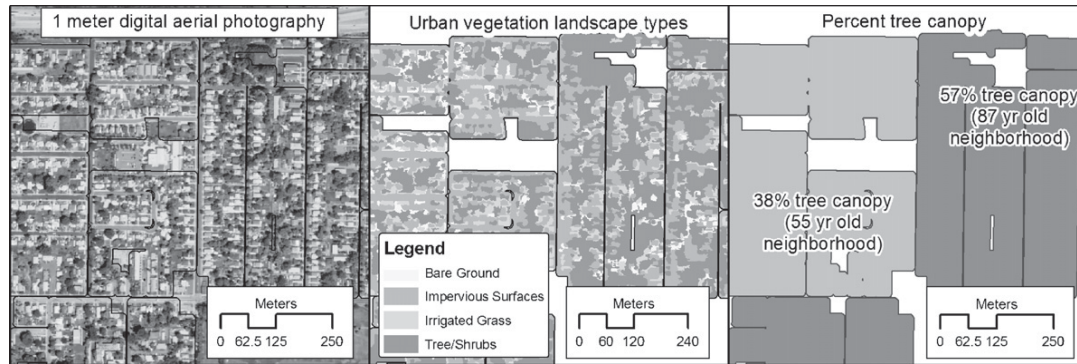 1 meter digital aerial photography
Urban vegetation landscape types
Percent tree canopy
57% tree canopy
(87 yr old
neighborhood)
38% tree canopy
(55 yr old
neighborhood)
Legend
Bare Ground
Impervious Surfaces
Irrigated Grass
Tree/Shrubs
Meters
0 62.5 125 250
Meters
0 60 120 240
Meters
0 62.5 125 250